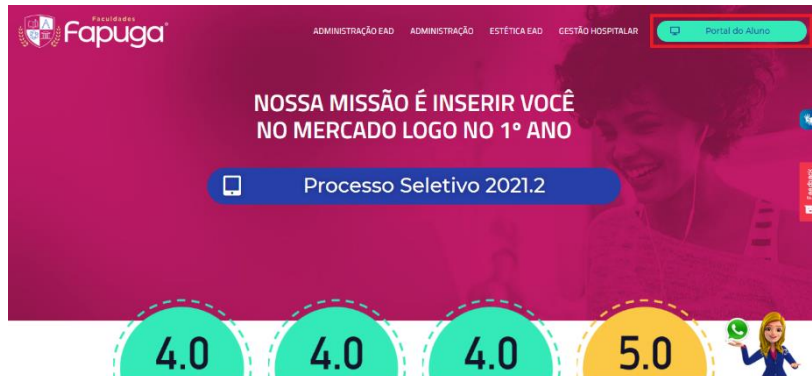 Faculdades
Fapuga
ADMINISTRAÇÃO EAD ADMINISTRAÇÃO ESTÉTICA EAD GESTÃO HOSPITALAR Portal do Aluno
NOSSA MISSÃO É INSERIR VOCÊ
NO MERCADO LOGO NO 1º ANO
Processo Seletivo 2021.2
Feedback
4.0 4.0 4.0 5.0